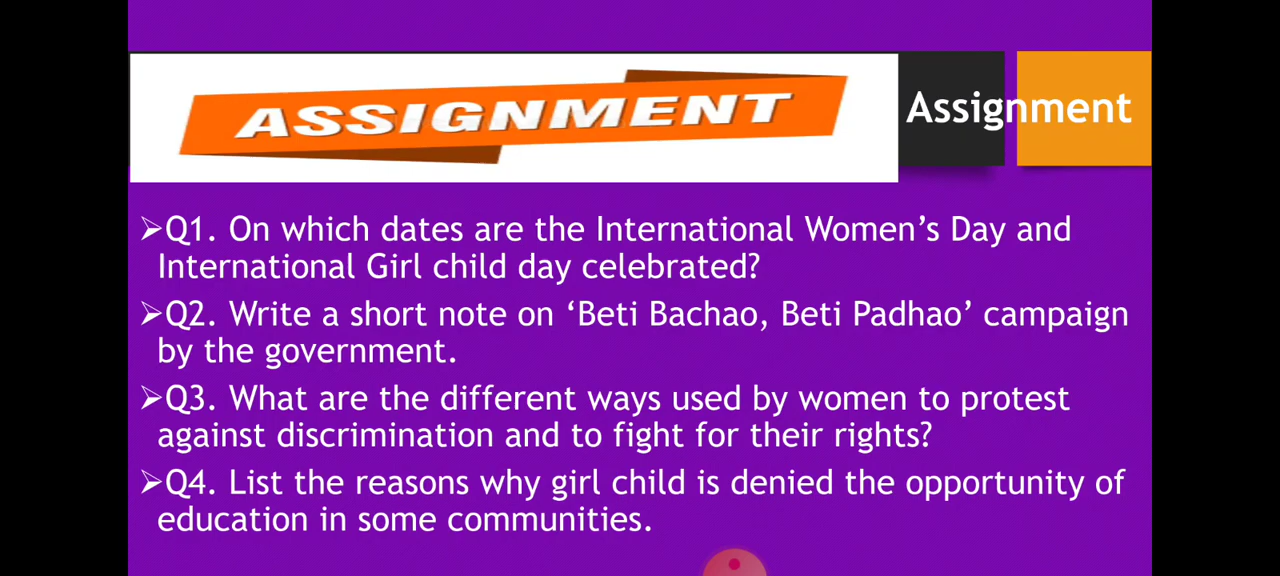 ASSIGNMENT
Assignment
➢Q1. On which dates are the International Women’s Day and
International Girl child day celebrated?
➢Q2. Write a short note on ‘Beti Bachao, Beti Padhao’ campaign
by the government.
➢Q3. What are the different ways used by women to protest
against discrimination and to fight for their rights?
➢Q4. List the reasons why girl child is denied the opportunity of
education in some communities.